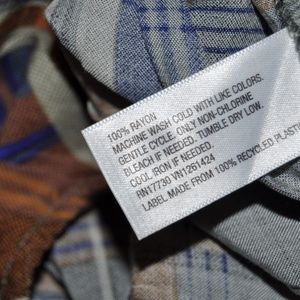 100% RAYON
MACHINE WASH COLD WITH LIKE COLORS.
GENTLE CYCLE. ONLY NON-CHLORINE
BLEACH IF NEEDED. TUMBLE DRY LOW.
COOL IRON IF NEEDED.
RN17730 VN1261424
LABEL MADE FROM 100% RECYCLED PLASTI